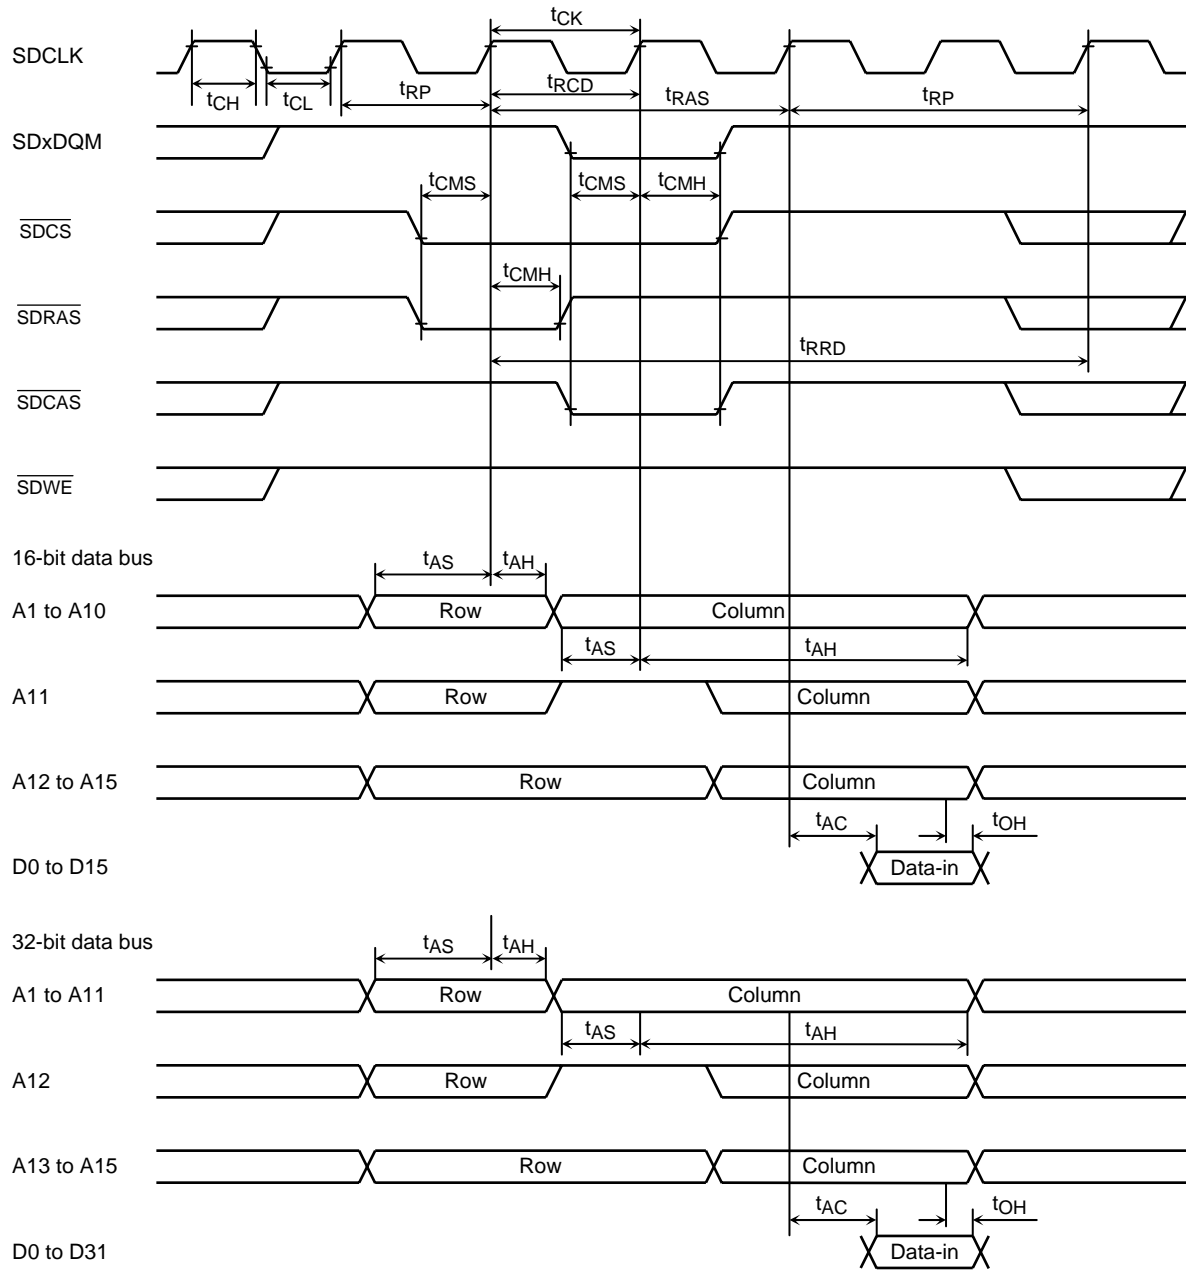 tCK
SDCLK
tCH tCL tRP tRCD tRAS tRP
SDxDQM
tCMS tCMS tCMH
SDCS
tCMH
SDRAS
tRRD
SDCAS
SDWE
16-bit data bus
tAS tAH
A1 to A10 Row Column
tAS tAH
A11 Row Column
A12 to A15 Row Column
tAC tOH
D0 to D15 Data-in
32-bit data bus
tAS tAH
A1 to A11 Row Column
tAS tAH
A12 Row Column
A13 to A15 Row Column
tAC tOH
D0 to D31 Data-in